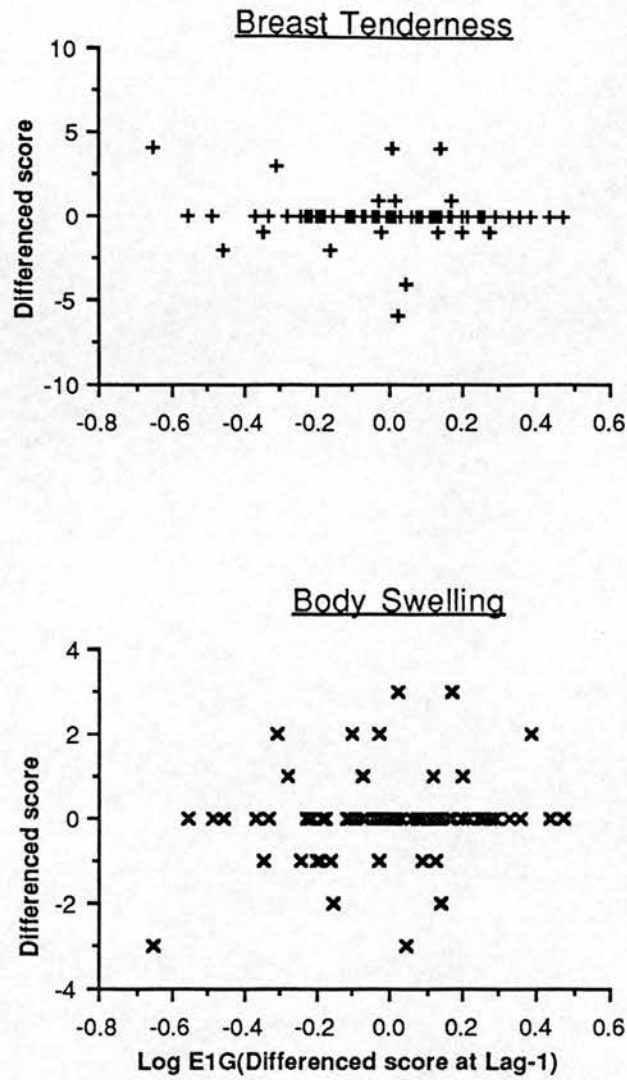 Breast Tenderness
10
5
0
-5
-10
Differenced score
-0.8 -0.6 -0.4 -0.2 0.0 0.2 0.4 0.6
Body Swelling
4
2
0
-2
-4
Differenced score
-0.8 -0.6 -0.4 -0.2 0.0 0.2 0.4 0.6
Log E1G(Differenced score at Lag-1)